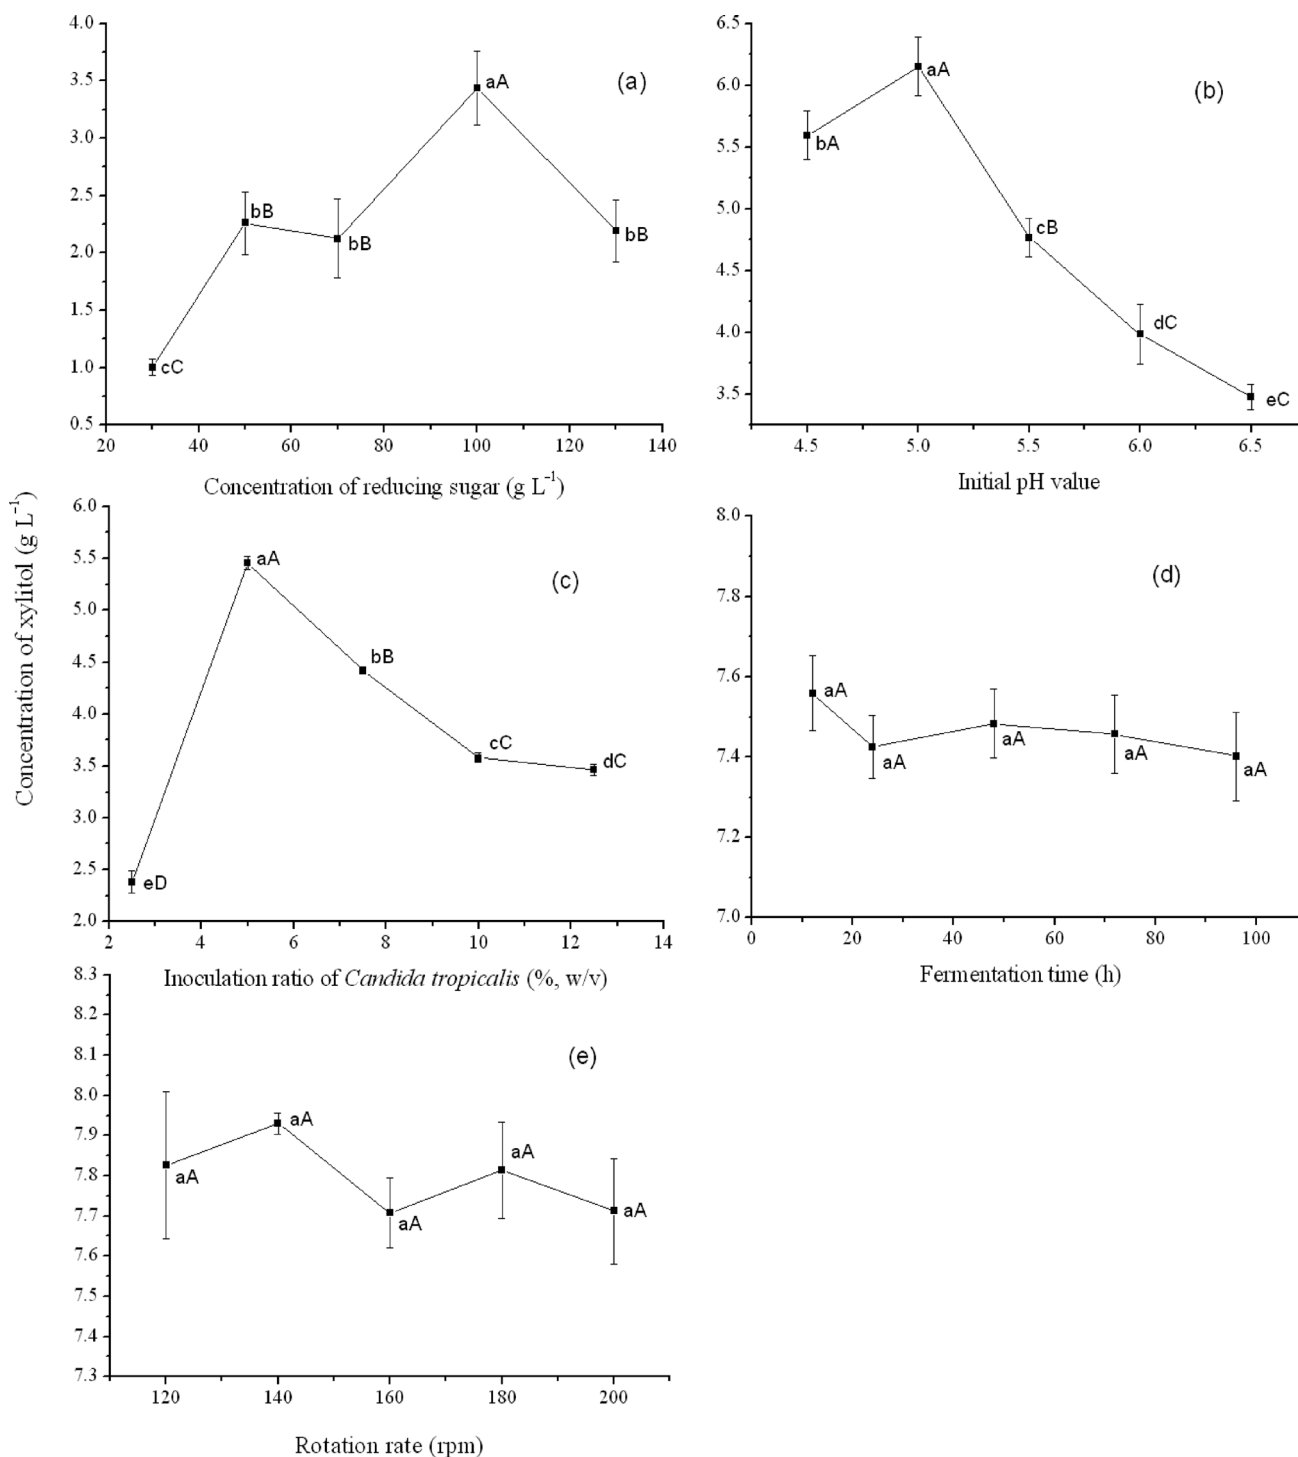 Concentration of xylitol (g L⁻¹)
4.0
3.5
3.0
2.5
2.0
1.5
1.0
0.5
cC
bB
bB
aA
bB
(a)
20 40 60 80 100 120 140
Concentration of reducing sugar (g L⁻¹)
6.5
6.0
5.5
5.0
4.5
4.0
3.5
bA
aA
cB
dC
eC
(b)
4.5 5.0 5.5 6.0 6.5
Initial pH value
6.0
5.5
5.0
4.5
4.0
3.5
3.0
2.5
2.0
eD
aA
bB
cC
dC
(c)
2 4 6 8 10 12 14
Inoculation ratio of Candida tropicalis (%, w/v)
8.0
7.8
7.6
7.4
7.2
7.0
aA
aA
aA
aA
aA
(d)
0 20 40 60 80 100
Fermentation time (h)
8.3
8.2
8.1
8.0
7.9
7.8
7.7
7.6
7.5
7.4
7.3
aA
aA
aA
aA
aA
(e)
120 140 160 180 200
Rotation rate (rpm)